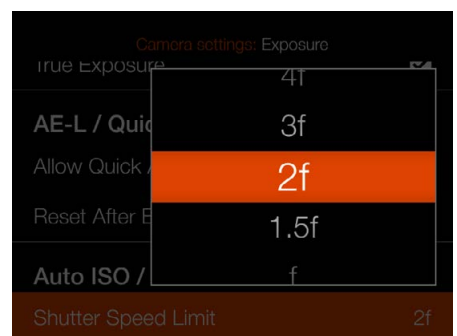 Camera settings: Exposure
True Exposure
4f
AE-L / Quic
3f
Allow Quick
2f
Reset After E
1.5f
Auto ISO /
f
Shutter Speed Limit 2f